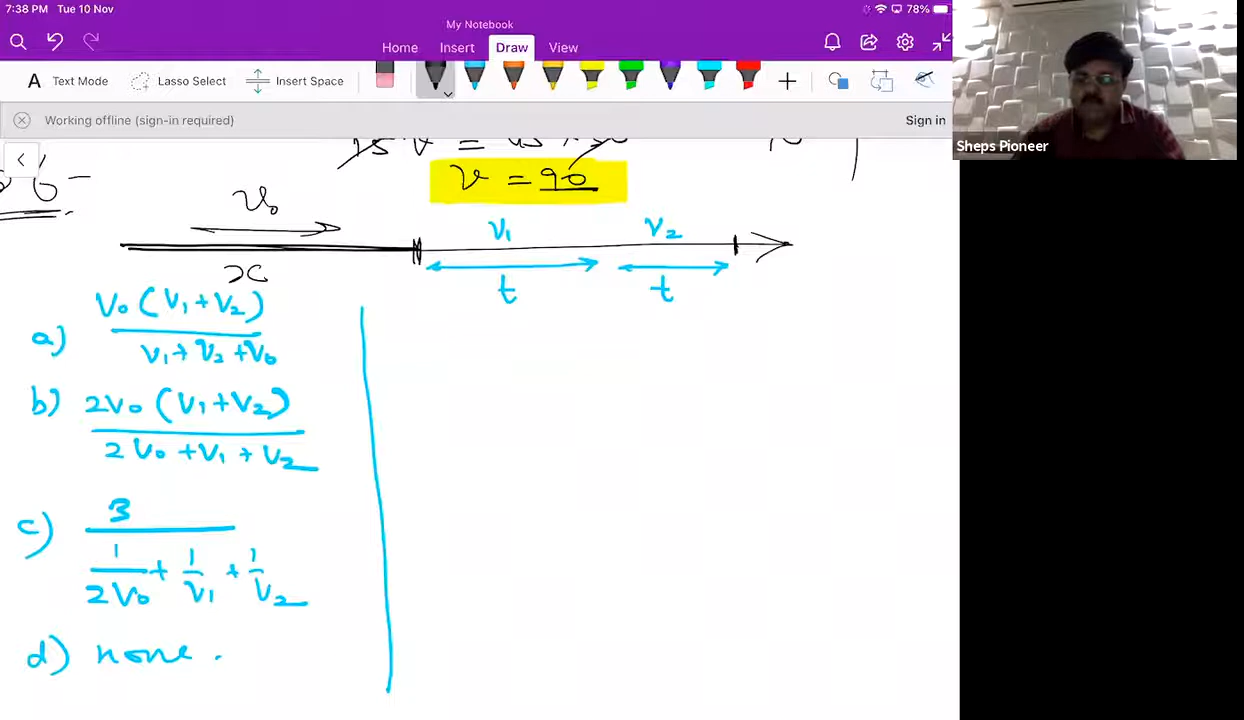 7:38 PM Tue 10 Nov
78%
My Notebook
Home Insert Draw View
A Text Mode Lasso Select Insert Space
Working offline (sign-in required)
Sign in
Sheps Pioneer
v = 90
v₀
v₁ v₂
x
t t
a) v₀(v₁+v₂) / v₁+v₂+v₀
b) 2v₀(v₁+v₂) / 2v₀+v₁+v₂
c) 3 / 1/2v₀ + 1/v₁ + 1/v₂
d) none.